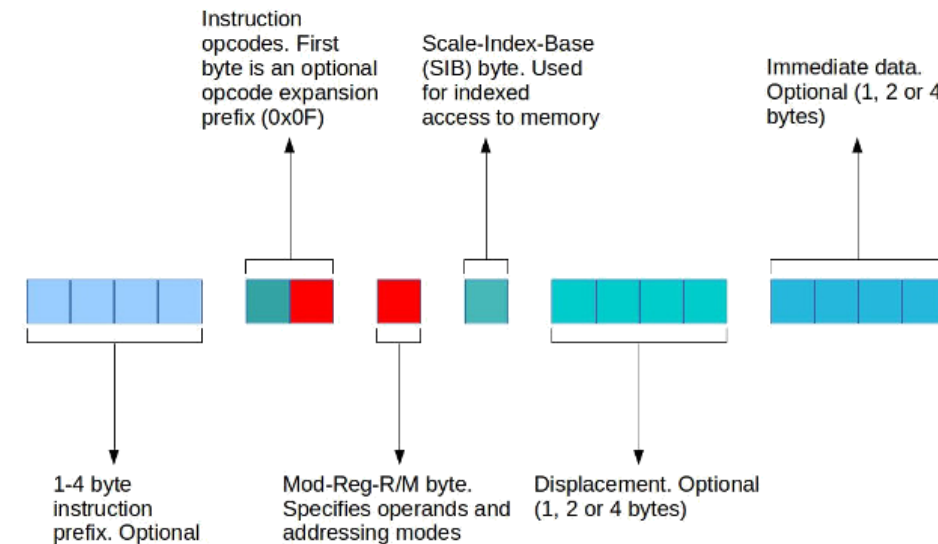 Instruction
opcodes. First
byte is an optional
opcode expansion
prefix (0x0F)
Scale-Index-Base
(SIB) byte. Used
for indexed
access to memory
Immediate data.
Optional (1, 2 or 4
bytes)
1-4 byte
instruction
prefix. Optional
Mod-Reg-R/M byte.
Specifies operands and
addressing modes
Displacement. Optional
(1, 2 or 4 bytes)